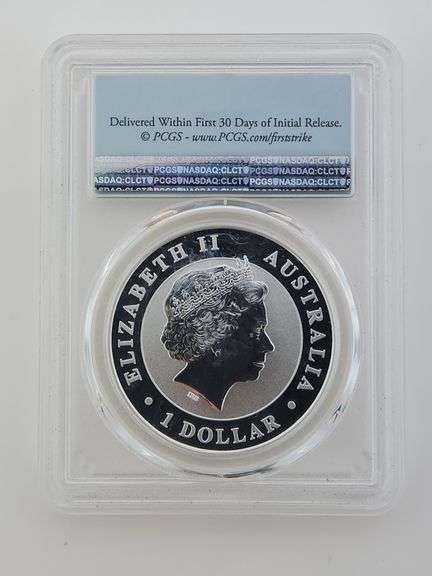 Delivered Within First 30 Days of Initial Release.
© PCGS - www.PCGS.com/firststrike
NASDAQ:CLCT PCGS NASDAQ:CLCT PCGS NASDAQ:CLCT
ELIZABETH II AUSTRALIA
1 DOLLAR